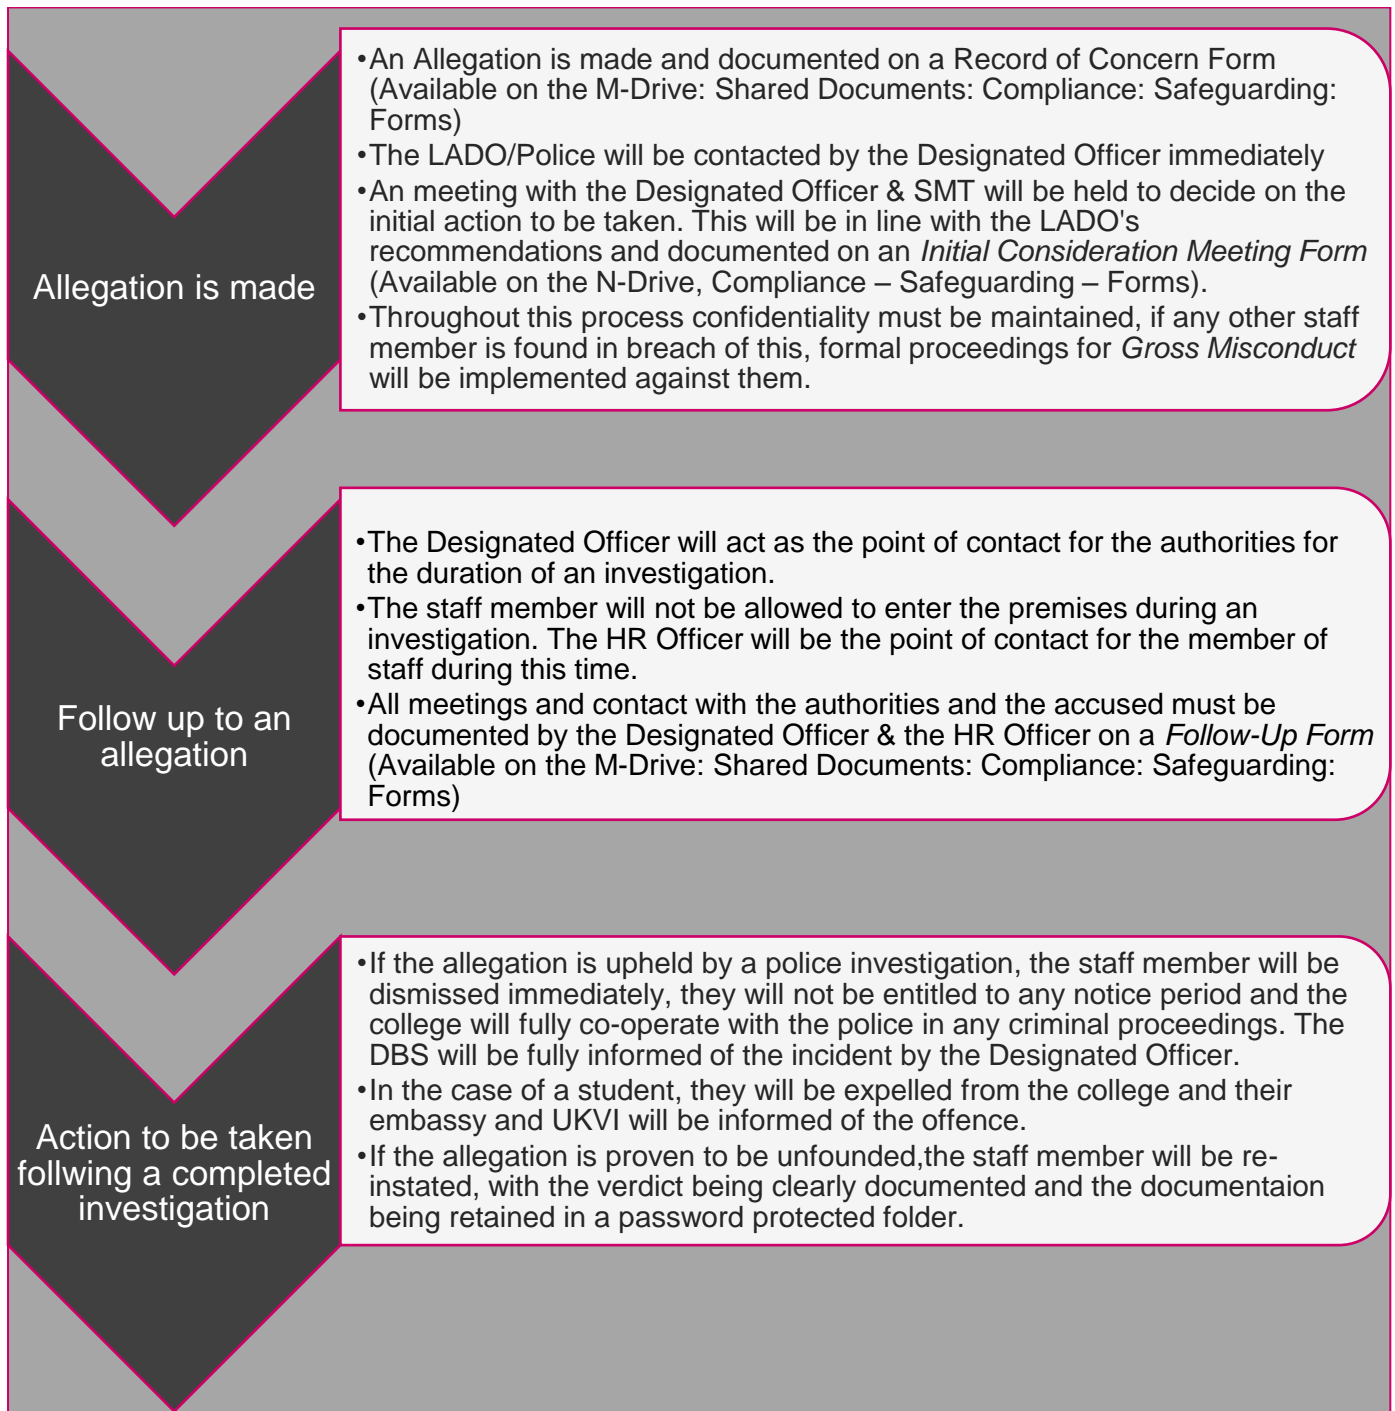 Allegation is made
•An Allegation is made and documented on a Record of Concern Form
(Available on the M-Drive: Shared Documents: Compliance: Safeguarding:
Forms)
•The LADO/Police will be contacted by the Designated Officer immediately
•An meeting with the Designated Officer & SMT will be held to decide on the
initial action to be taken. This will be in line with the LADO's
recommendations and documented on an Initial Consideration Meeting Form
(Available on the N-Drive, Compliance – Safeguarding – Forms).
•Throughout this process confidentiality must be maintained, if any other staff
member is found in breach of this, formal proceedings for Gross Misconduct
will be implemented against them.
Follow up to an
allegation
•The Designated Officer will act as the point of contact for the authorities for
the duration of an investigation.
•The staff member will not be allowed to enter the premises during an
investigation. The HR Officer will be the point of contact for the member of
staff during this time.
•All meetings and contact with the authorities and the accused must be
documented by the Designated Officer & the HR Officer on a Follow-Up Form
(Available on the M-Drive: Shared Documents: Compliance: Safeguarding:
Forms)
Action to be taken
follwing a completed
investigation
•If the allegation is upheld by a police investigation, the staff member will be
dismissed immediately, they will not be entitled to any notice period and the
college will fully co-operate with the police in any criminal proceedings. The
DBS will be fully informed of the incident by the Designated Officer.
•In the case of a student, they will be expelled from the college and their
embassy and UKVI will be informed of the offence.
•If the allegation is proven to be unfounded,the staff member will be re-
instated, with the verdict being clearly documented and the documentaion
being retained in a password protected folder.